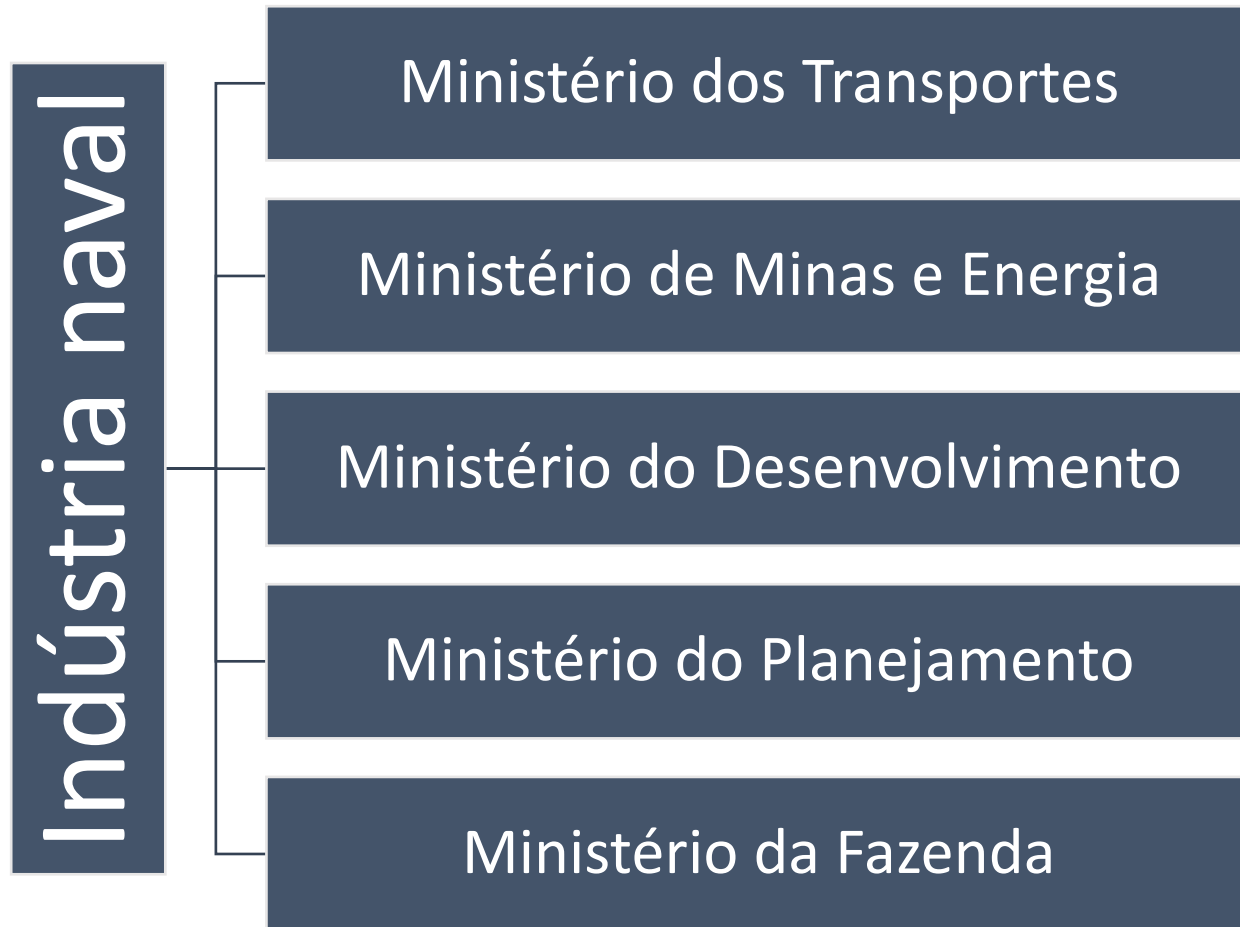 Indústria naval
Ministério dos Transportes
Ministério de Minas e Energia
Ministério do Desenvolvimento
Ministério do Planejamento
Ministério da Fazenda